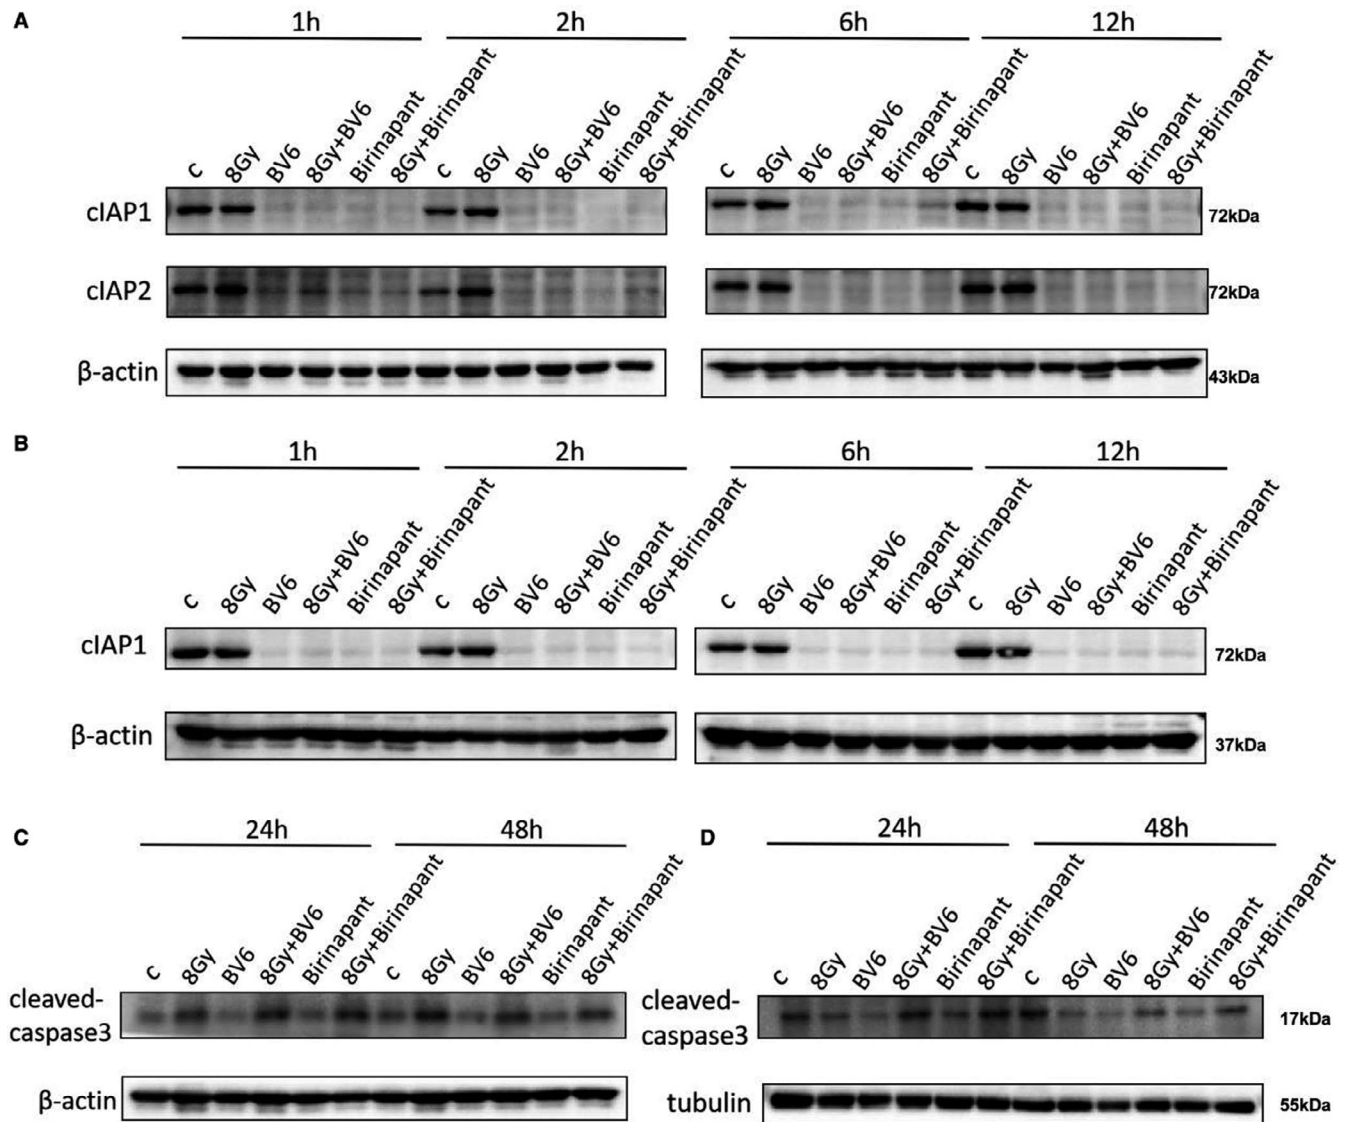 A
1h 2h 6h 12h
C 8Gy BV6 8Gy+BV6 Birinapant 8Gy+Birinapant C 8Gy BV6 8Gy+BV6 Birinapant 8Gy+Birinapant C 8Gy BV6 8Gy+BV6 Birinapant 8Gy+Birinapant C 8Gy BV6 8Gy+BV6 Birinapant 8Gy+Birinapant
cIAP1 72kDa
cIAP2 72kDa
β-actin 43kDa
B
1h 2h 6h 12h
C 8Gy BV6 8Gy+BV6 Birinapant 8Gy+Birinapant C 8Gy BV6 8Gy+BV6 Birinapant 8Gy+Birinapant C 8Gy BV6 8Gy+BV6 Birinapant 8Gy+Birinapant C 8Gy BV6 8Gy+BV6 Birinapant 8Gy+Birinapant
cIAP1 72kDa
β-actin 37kDa
C
24h 48h
C 8Gy BV6 8Gy+BV6 Birinapant 8Gy+Birinapant C 8Gy BV6 8Gy+BV6 Birinapant 8Gy+Birinapant
cleaved-
caspase3
β-actin
D
24h 48h
C 8Gy BV6 8Gy+BV6 Birinapant 8Gy+Birinapant C 8Gy BV6 8Gy+BV6 Birinapant 8Gy+Birinapant
cleaved-
caspase3 17kDa
tubulin 55kDa